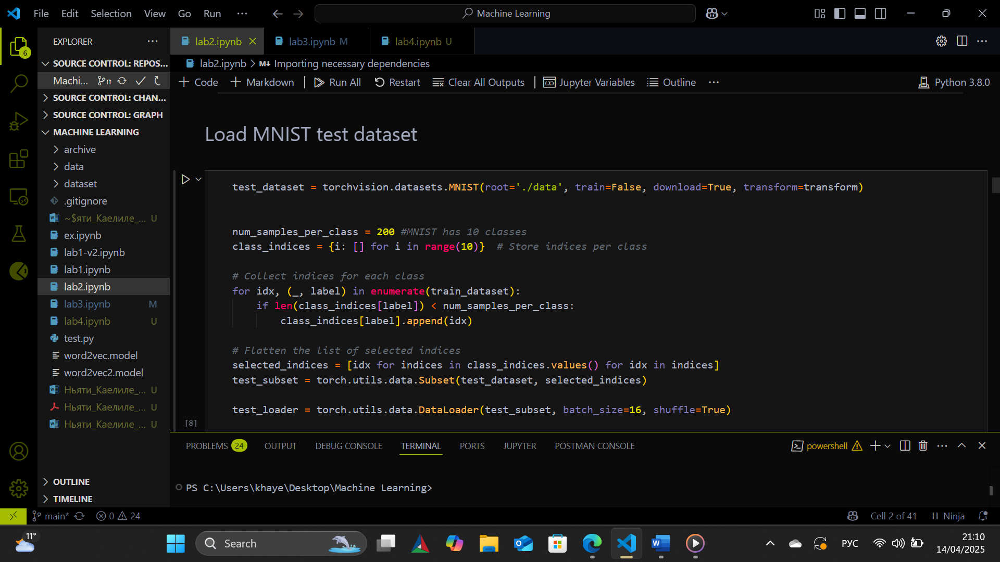 File Edit Selection View Go Run ···
Machine Learning
EXPLORER ···
6
SOURCE CONTROL: REPOS...
Machi...
SOURCE CONTROL: CHAN...
SOURCE CONTROL: GRAPH
MACHINE LEARNING
archive
data
dataset
.gitignore
~$яти_Каелиле_... U
ex.ipynb
lab1-v2.ipynb
lab1.ipynb
lab2.ipynb
lab3.ipynb M
lab4.ipynb U
test.py
word2vec.model
word2vec2.model
Ньяти_Каелиле_... U
Ньяти_Каелиле_... U
Ньяти_Каелиле_... U
OUTLINE
TIMELINE
lab2.ipynb lab3.ipynb M lab4.ipynb U
lab2.ipynb > M↓ Importing necessary dependencies
+ Code + Markdown Run All Restart Clear All Outputs Jupyter Variables Outline ··· Python 3.8.0
Load MNIST test dataset
test_dataset = torchvision.datasets.MNIST(root='./data', train=False, download=True, transform=transform)
num_samples_per_class = 200 #MNIST has 10 classes
class_indices = {i: [] for i in range(10)}  # Store indices per class
# Collect indices for each class
for idx, (_, label) in enumerate(train_dataset):
    if len(class_indices[label]) < num_samples_per_class:
        class_indices[label].append(idx)
# Flatten the list of selected indices
selected_indices = [idx for indices in class_indices.values() for idx in indices]
test_subset = torch.utils.data.Subset(test_dataset, selected_indices)
test_loader = torch.utils.data.DataLoader(test_subset, batch_size=16, shuffle=True)
[8]
PROBLEMS 24 OUTPUT DEBUG CONSOLE TERMINAL PORTS JUPYTER POSTMAN CONSOLE powershell
PS C:\Users\khaye\Desktop\Machine Learning>
main* 0 24 Cell 2 of 41 Ninja
11° Search РУС 21:10
14/04/2025